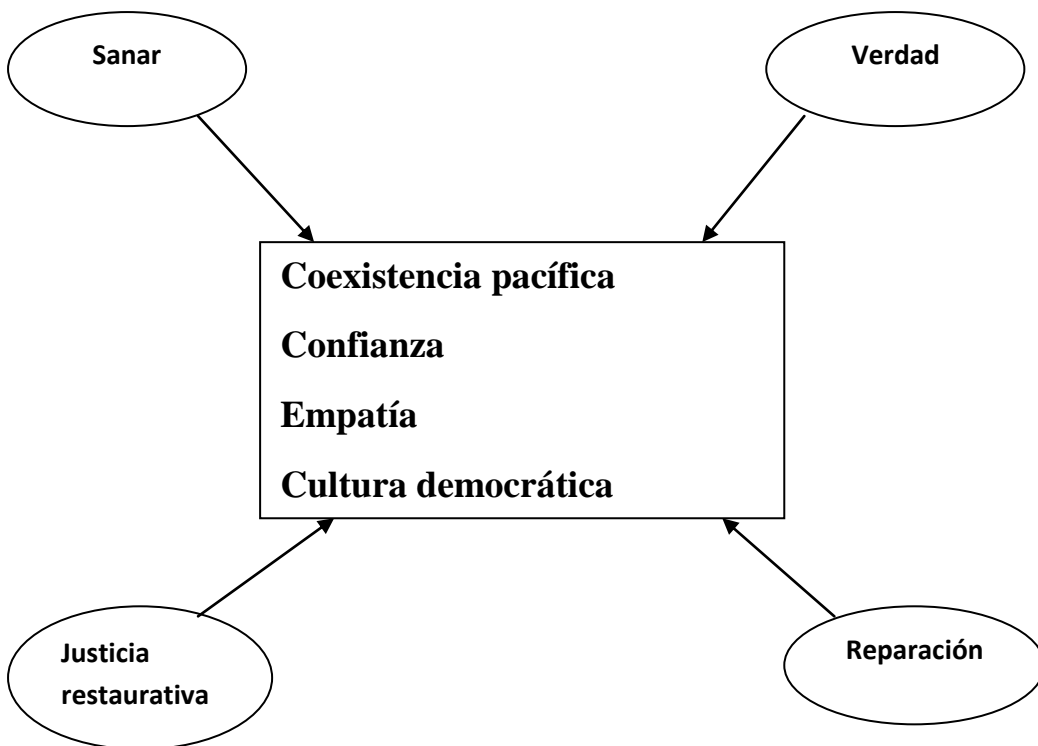 Sanar
Verdad
Coexistencia pacífica
Confianza
Empatía
Cultura democrática
Justicia
restaurativa
Reparación